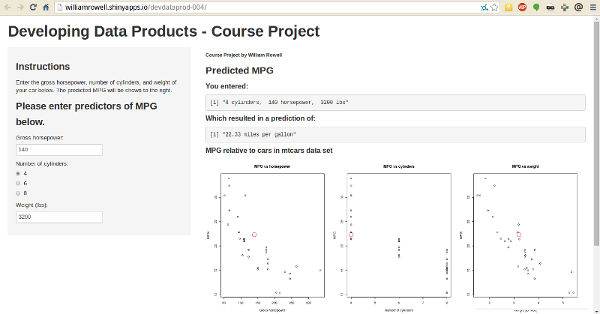 williamrowell.shinyapps.io/devdataprod-004/
Developing Data Products - Course Project
Instructions
Enter the gross horsepower, number of cylinders, and weight of
your car below. The predicted MPG will be shown to the right.
Please enter predictors of MPG
below.
Gross horsepower:
140
Number of cylinders:
4
6
8
Weight (lbs):
3200
Course Project by William Rowell
Predicted MPG
You entered:
[1] "4 cylinders, 140 horsepower, 3200 lbs"
Which resulted in a prediction of:
[1] "22.33 miles per gallon"
MPG relative to cars in mtcars data set
MPG vs horsepower
MPG vs cylinders
MPG vs weight
Gross horsepower
Number of cylinders